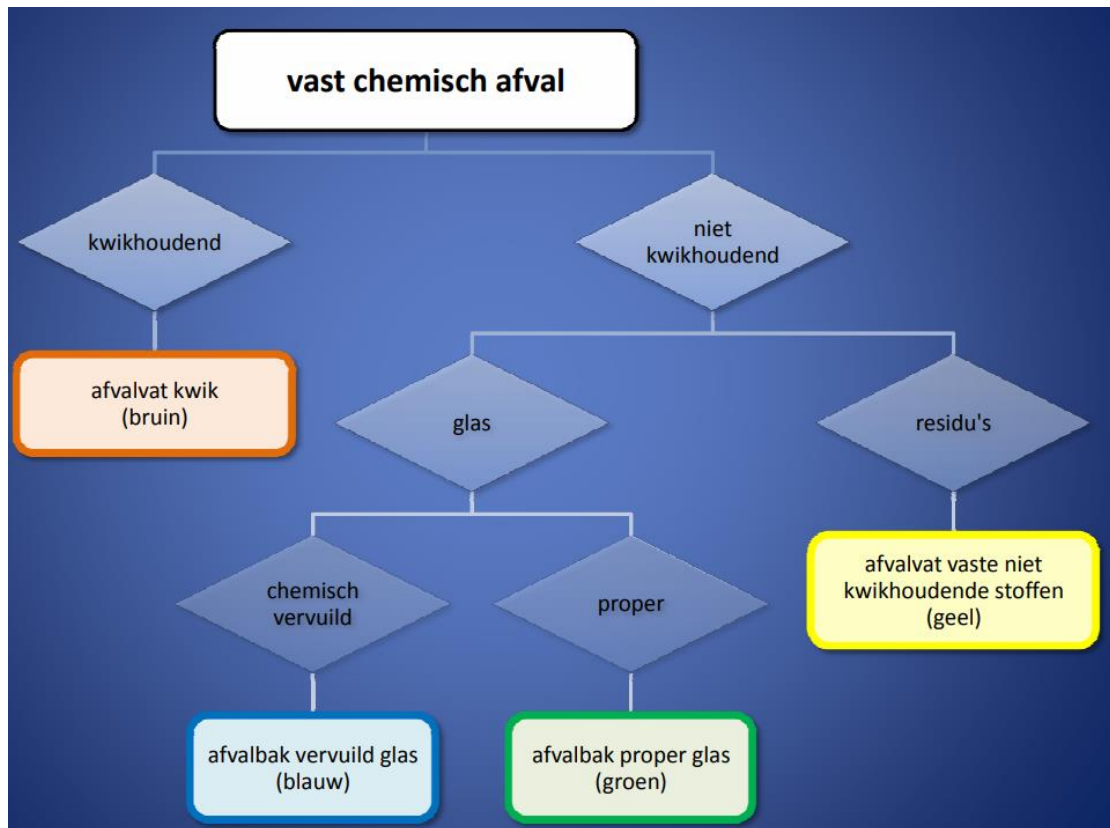 vast chemisch afval
kwikhoudend
niet
kwikhoudend
afvalvat kwik
(bruin)
glas
residu's
chemisch
vervuild
proper
afvalvat vaste niet
kwikhoudende stoffen
(geel)
afvalbak vervuild glas
(blauw)
afvalbak proper glas
(groen)